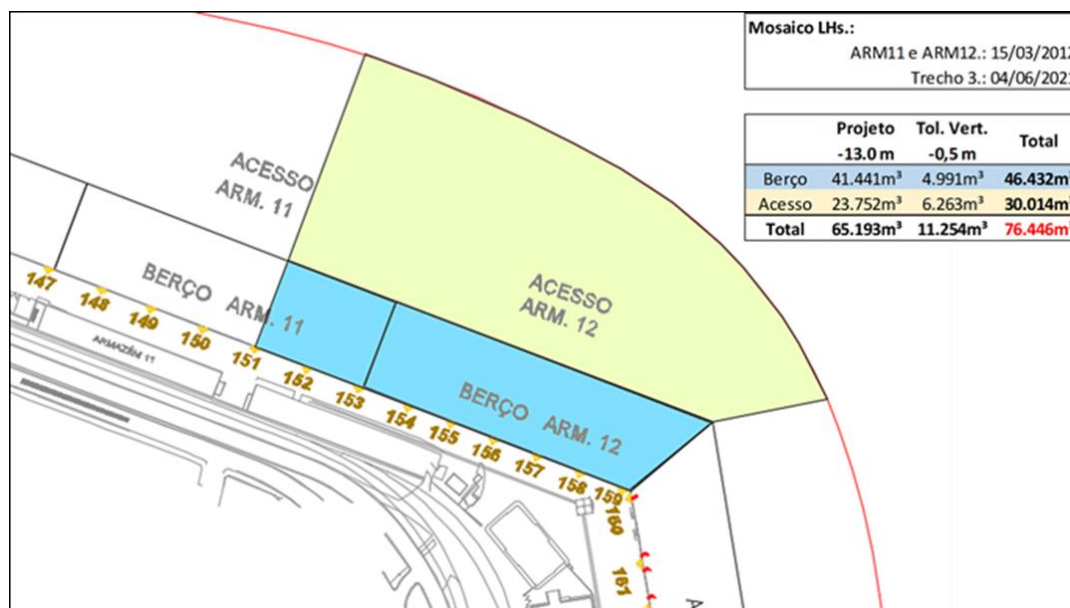 Mosaico LHs.:
ARM11 e ARM12.: 15/03/2012
Trecho 3.: 04/06/2021
Projeto Tol. Vert. Total
-13.0 m -0,5 m
Berço 41.441m³ 4.991m³ 46.432m³
Acesso 23.752m³ 6.263m³ 30.014m³
Total 65.193m³ 11.254m³ 76.446m³
ACESSO
ARM. 11
ACESSO
ARM. 12
BERÇO ARM. 11
BERÇO ARM. 12
147
148
149
150
151
152
153
154
155
156
157
158
159
160
161
ARMAZÉM 11
A